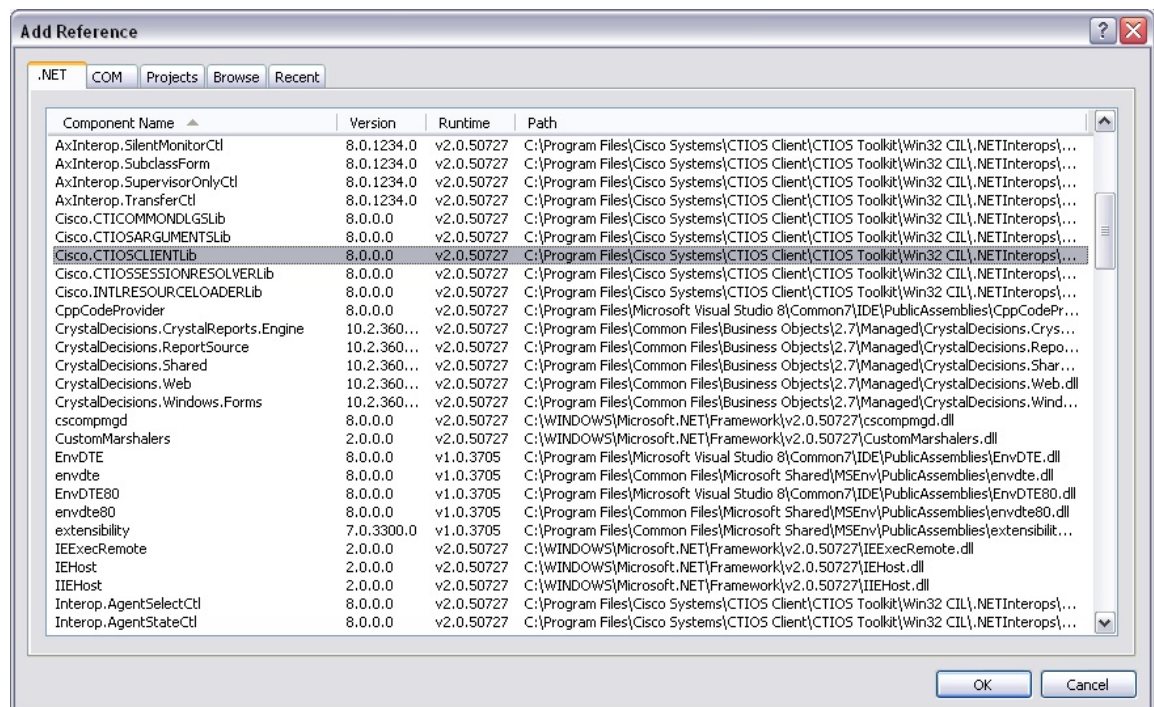 Add Reference
.NET COM Projects Browse Recent
Component Name Version Runtime Path
AxInterop.SilentMonitorCtl 8.0.1234.0 v2.0.50727 C:\Program Files\Cisco Systems\CTIOS Client\CTIOS Toolkit\Win32 CIL\.NETInterops\...
AxInterop.SubclassForm 8.0.1234.0 v2.0.50727 C:\Program Files\Cisco Systems\CTIOS Client\CTIOS Toolkit\Win32 CIL\.NETInterops\...
AxInterop.SupervisorOnlyCtl 8.0.1234.0 v2.0.50727 C:\Program Files\Cisco Systems\CTIOS Client\CTIOS Toolkit\Win32 CIL\.NETInterops\...
AxInterop.TransferCtl 8.0.1234.0 v2.0.50727 C:\Program Files\Cisco Systems\CTIOS Client\CTIOS Toolkit\Win32 CIL\.NETInterops\...
Cisco.CTICOMMONDLGSLib 8.0.0.0 v2.0.50727 C:\Program Files\Cisco Systems\CTIOS Client\CTIOS Toolkit\Win32 CIL\.NETInterops\...
Cisco.CTIOSARGUMENTSLib 8.0.0.0 v2.0.50727 C:\Program Files\Cisco Systems\CTIOS Client\CTIOS Toolkit\Win32 CIL\.NETInterops\...
Cisco.CTIOSCLIENTLib 8.0.0.0 v2.0.50727 C:\Program Files\Cisco Systems\CTIOS Client\CTIOS Toolkit\Win32 CIL\.NETInterops\...
Cisco.CTIOSSESSIONRESOLVERLib 8.0.0.0 v2.0.50727 C:\Program Files\Cisco Systems\CTIOS Client\CTIOS Toolkit\Win32 CIL\.NETInterops\...
Cisco.INTLRESOURCELOADERLib 8.0.0.0 v2.0.50727 C:\Program Files\Cisco Systems\CTIOS Client\CTIOS Toolkit\Win32 CIL\.NETInterops\...
CppCodeProvider 8.0.0.0 v2.0.50727 C:\Program Files\Microsoft Visual Studio 8\Common7\IDE\PublicAssemblies\CppCodePr...
CrystalDecisions.CrystalReports.Engine 10.2.360... v2.0.50727 C:\Program Files\Common Files\Business Objects\2.7\Managed\CrystalDecisions.Crys...
CrystalDecisions.ReportSource 10.2.360... v2.0.50727 C:\Program Files\Common Files\Business Objects\2.7\Managed\CrystalDecisions.Repo...
CrystalDecisions.Shared 10.2.360... v2.0.50727 C:\Program Files\Common Files\Business Objects\2.7\Managed\CrystalDecisions.Shar...
CrystalDecisions.Web 10.2.360... v2.0.50727 C:\Program Files\Common Files\Business Objects\2.7\Managed\CrystalDecisions.Web.dll
CrystalDecisions.Windows.Forms 10.2.360... v2.0.50727 C:\Program Files\Common Files\Business Objects\2.7\Managed\CrystalDecisions.Wind...
cscompmgd 8.0.0.0 v2.0.50727 C:\WINDOWS\Microsoft.NET\Framework\v2.0.50727\cscompmgd.dll
CustomMarshalers 2.0.0.0 v2.0.50727 C:\WINDOWS\Microsoft.NET\Framework\v2.0.50727\CustomMarshalers.dll
EnvDTE 8.0.0.0 v1.0.3705 C:\Program Files\Microsoft Visual Studio 8\Common7\IDE\PublicAssemblies\EnvDTE.dll
envdte 8.0.0.0 v1.0.3705 C:\Program Files\Common Files\Microsoft Shared\MSEnv\PublicAssemblies\envdte.dll
EnvDTE80 8.0.0.0 v1.0.3705 C:\Program Files\Microsoft Visual Studio 8\Common7\IDE\PublicAssemblies\EnvDTE80.dll
envdte80 8.0.0.0 v1.0.3705 C:\Program Files\Common Files\Microsoft Shared\MSEnv\PublicAssemblies\envdte80.dll
extensibility 7.0.3300.0 v1.0.3705 C:\Program Files\Common Files\Microsoft Shared\MSEnv\PublicAssemblies\extensibilit...
IEExecRemote 2.0.0.0 v2.0.50727 C:\WINDOWS\Microsoft.NET\Framework\v2.0.50727\IEExecRemote.dll
IEHost 2.0.0.0 v2.0.50727 C:\WINDOWS\Microsoft.NET\Framework\v2.0.50727\IEHost.dll
IIEHost 2.0.0.0 v2.0.50727 C:\WINDOWS\Microsoft.NET\Framework\v2.0.50727\IIEHost.dll
Interop.AgentSelectCtl 8.0.0.0 v2.0.50727 C:\Program Files\Cisco Systems\CTIOS Client\CTIOS Toolkit\Win32 CIL\.NETInterops\...
Interop.AgentStateCtl 8.0.0.0 v2.0.50727 C:\Program Files\Cisco Systems\CTIOS Client\CTIOS Toolkit\Win32 CIL\.NETInterops\...
OK Cancel